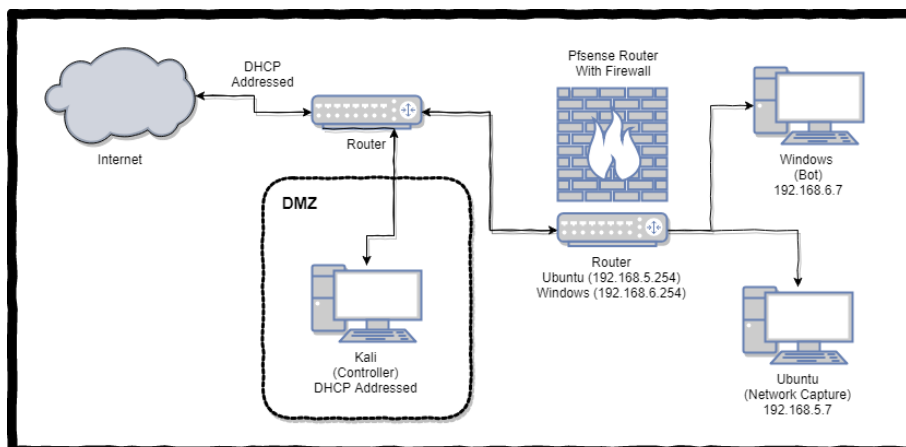 DHCP
Addressed
Internet
Router
DMZ
Kali
(Controller)
DHCP Addressed
Pfsense Router
With Firewall
Router
Ubuntu (192.168.5.254)
Windows (192.168.6.254)
Windows
(Bot)
192.168.6.7
Ubuntu
(Network Capture)
192.168.5.7